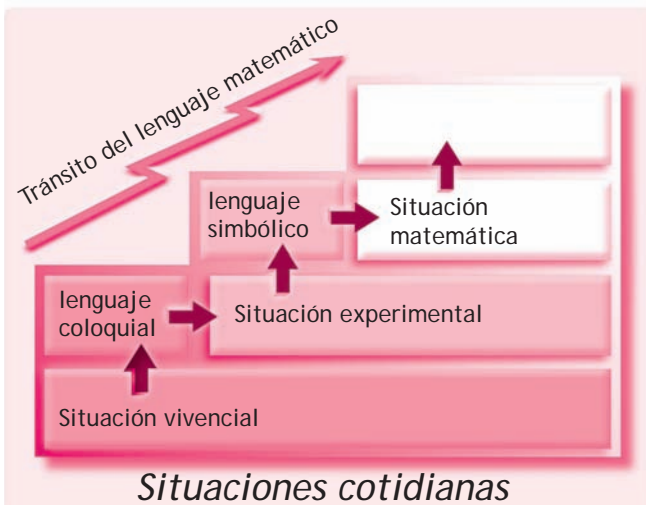 Tránsito del lenguaje matemático
lenguaje
simbólico
Situación
matemática
lenguaje
coloquial
Situación experimental
Situación vivencial
Situaciones cotidianas